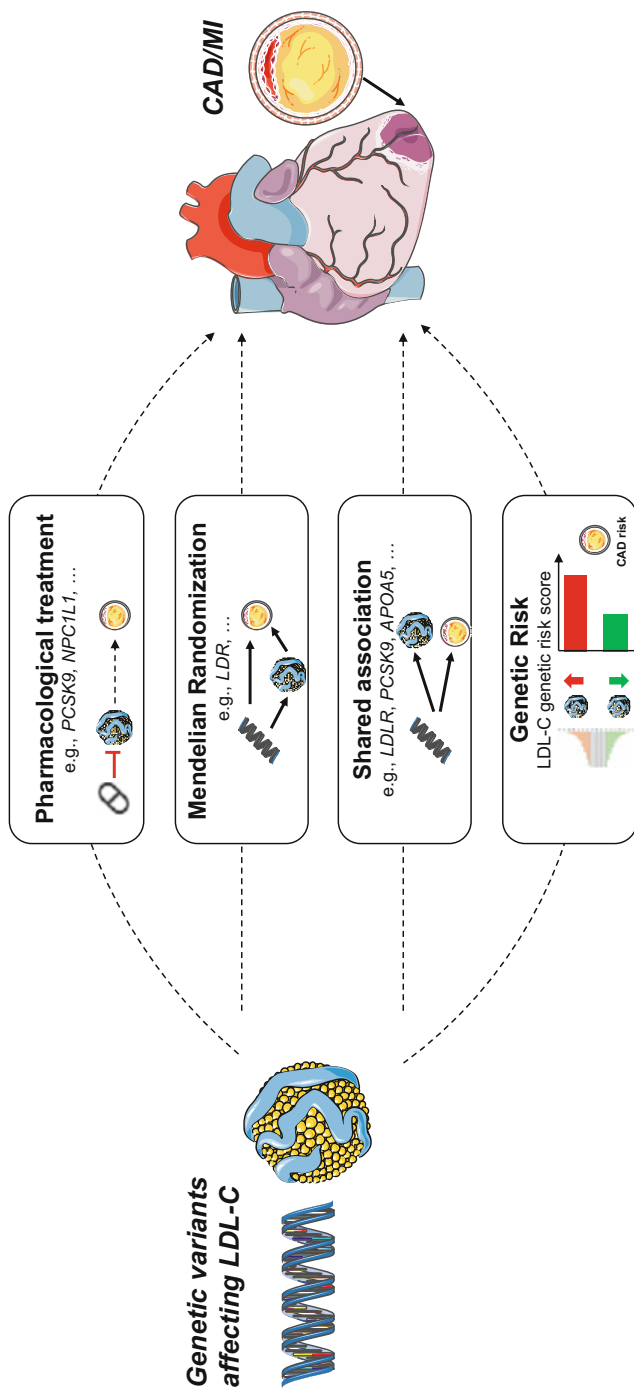 Genetic variants
affecting LDL-C
Pharmacological treatment
e.g., PCSK9, NPC1L1, ...
Mendelian Randomization
e.g., LDR, ...
Shared association
e.g., LDLR, PCSK9, APOA5, ...
Genetic Risk
LDL-C genetic risk score
CAD risk
CAD/MI